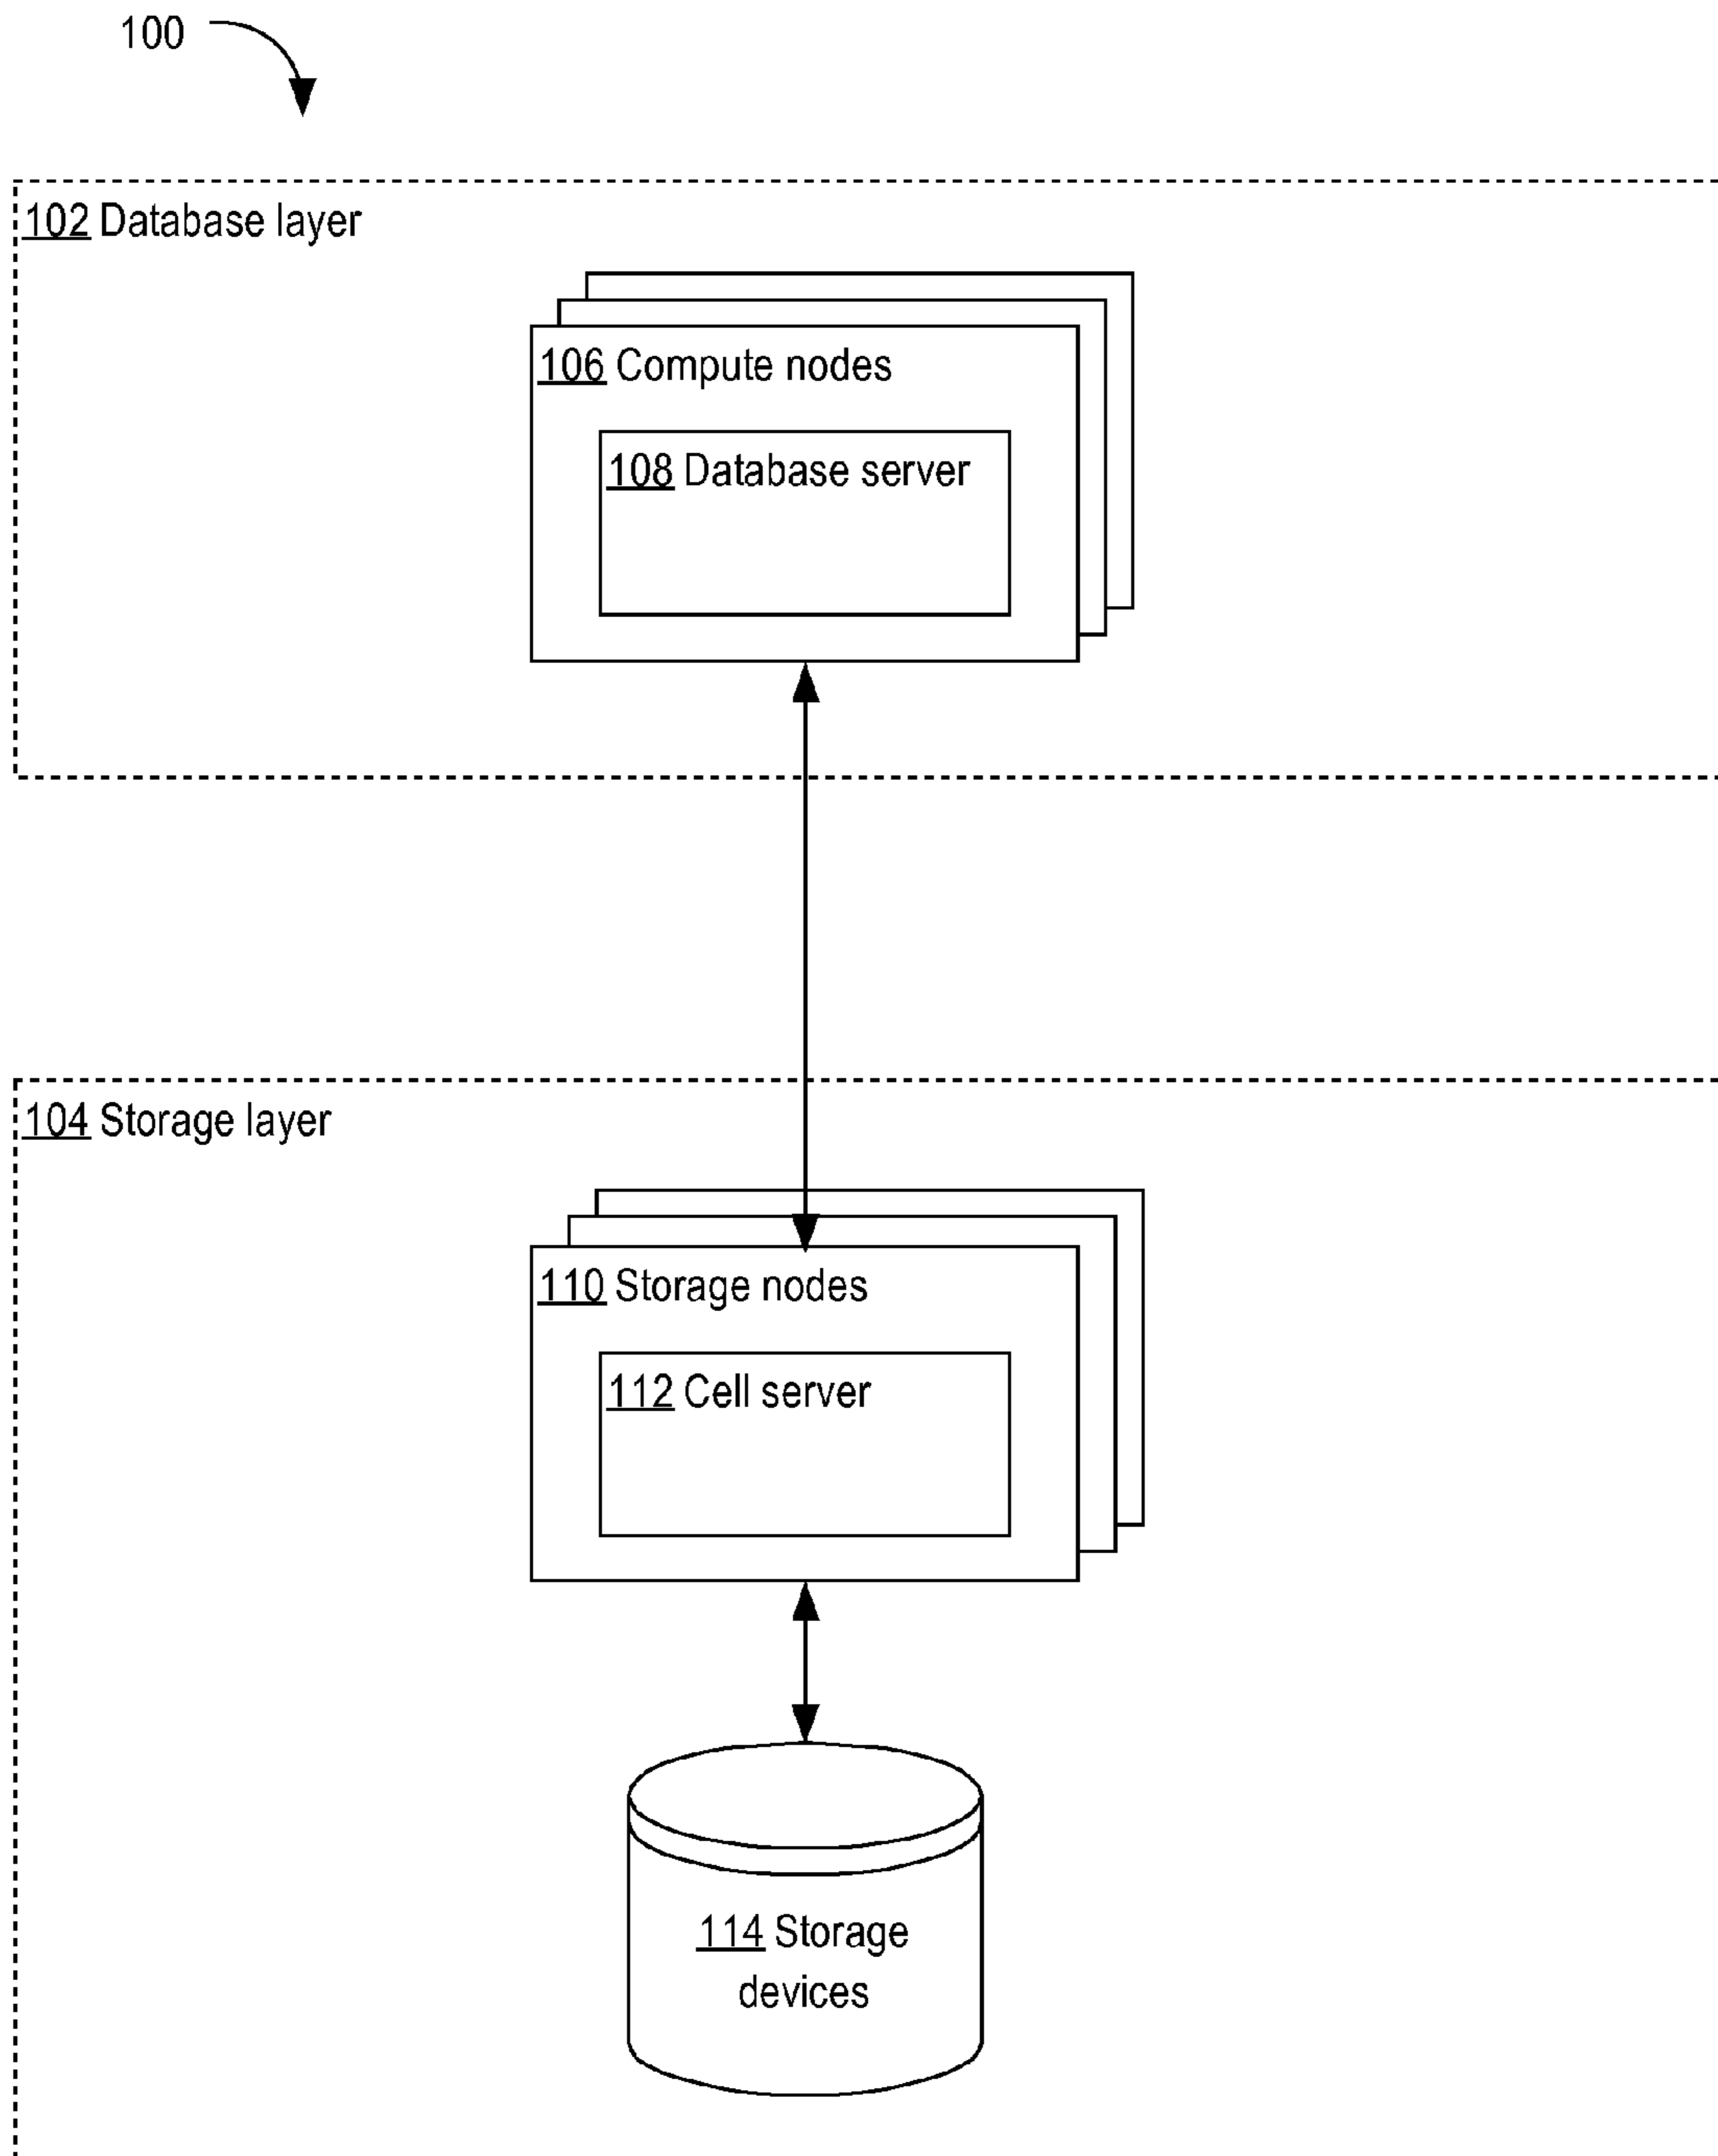 100
102 Database layer
106 Compute nodes
108 Database server
104 Storage layer
110 Storage nodes
112 Cell server
114 Storage
devices